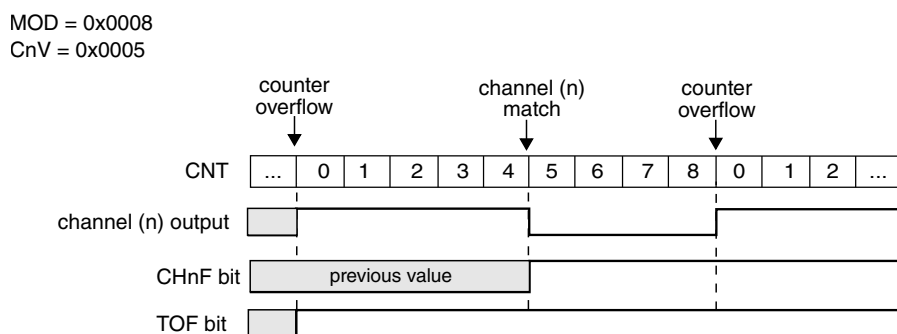 MOD = 0x0008
CnV = 0x0005
counter
overflow
channel (n)
match
counter
overflow
CNT ... 0 1 2 3 4 5 6 7 8 0 1 2 ...
channel (n) output
CHnF bit previous value
TOF bit